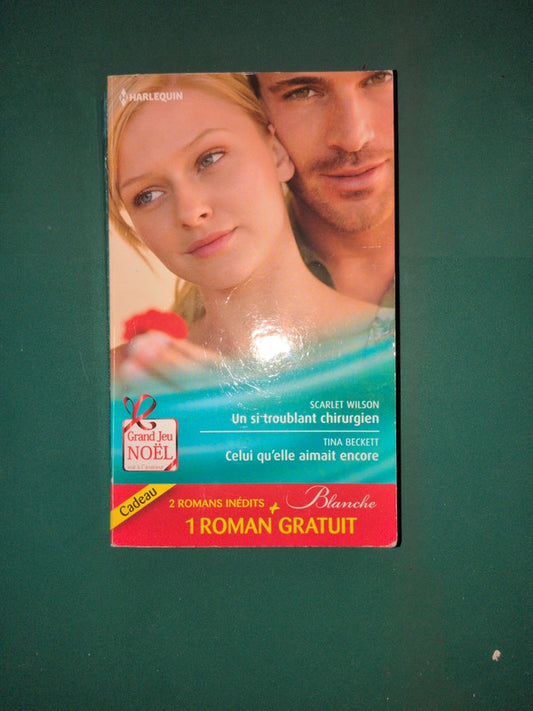 HARLEQUIN
SCARLET WILSON
Un si troublant chirurgien
TINA BECKETT
Celui qu'elle aimait encore
Grand Jeu
NOËL
Cadeau
2 ROMANS INÉDITS
Blanche
+
1 ROMAN GRATUIT